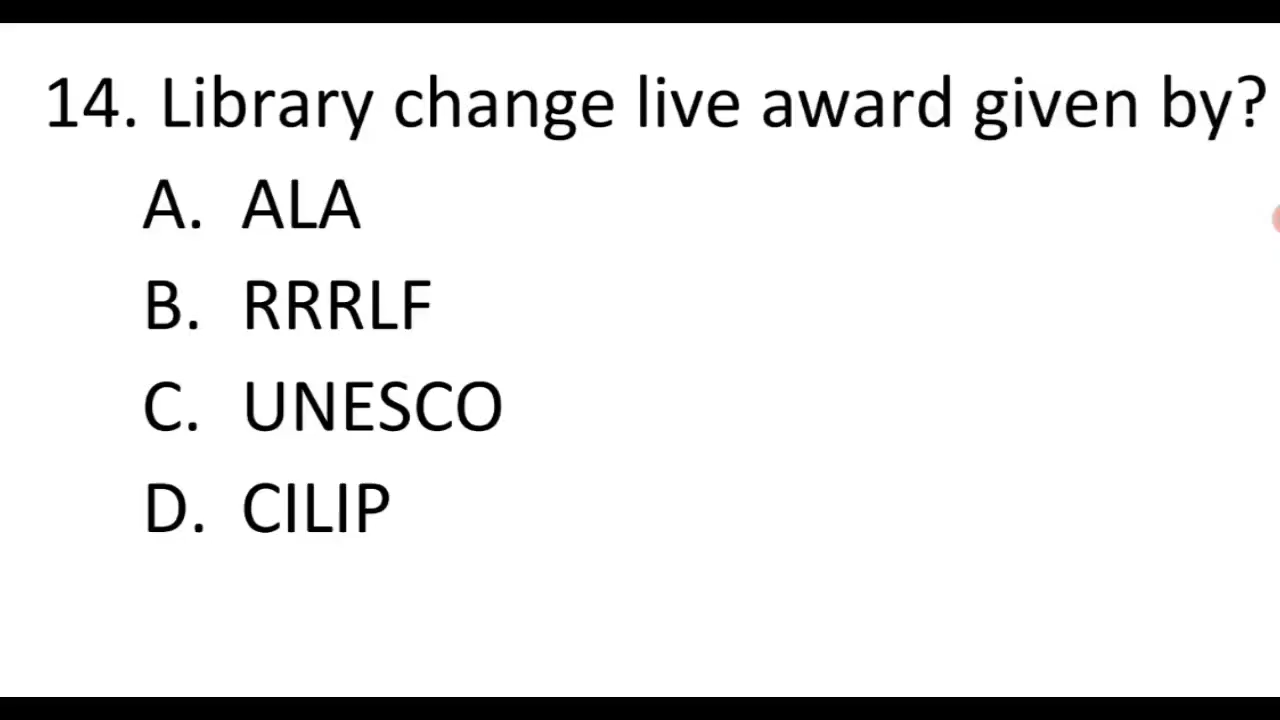 14. Library change live award given by?
A. ALA
B. RRRLF
C. UNESCO
D. CILIP